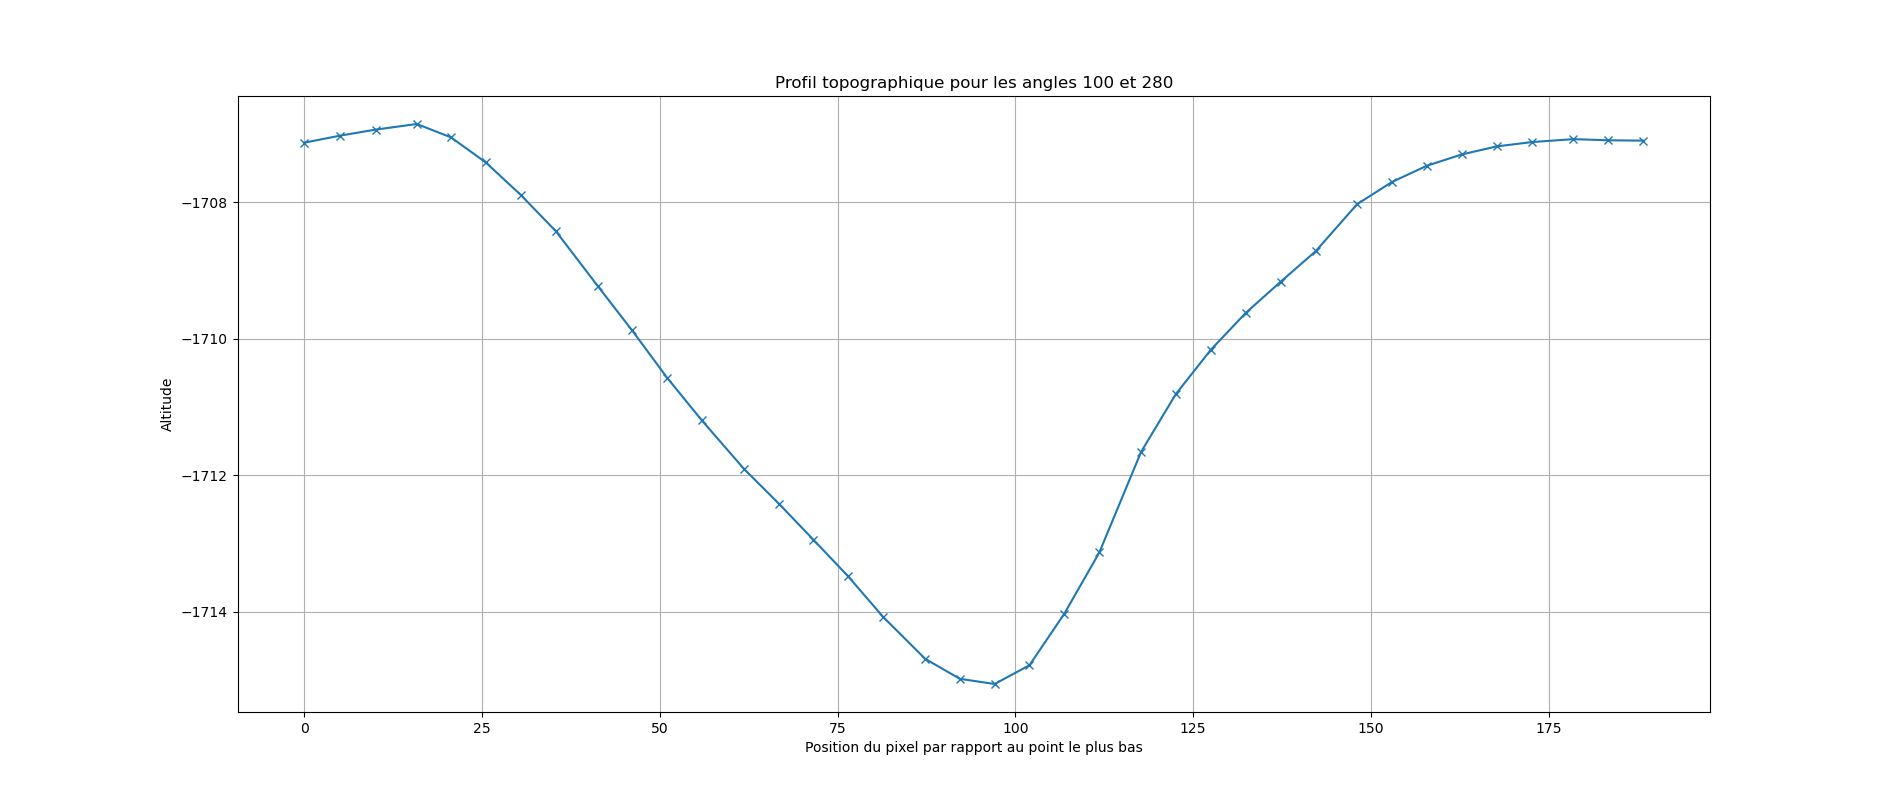 Profil topographique pour les angles 100 et 280
−1708
−1710
−1712
−1714
Altitude
0 25 50 75 100 125 150 175
Position du pixel par rapport au point le plus bas